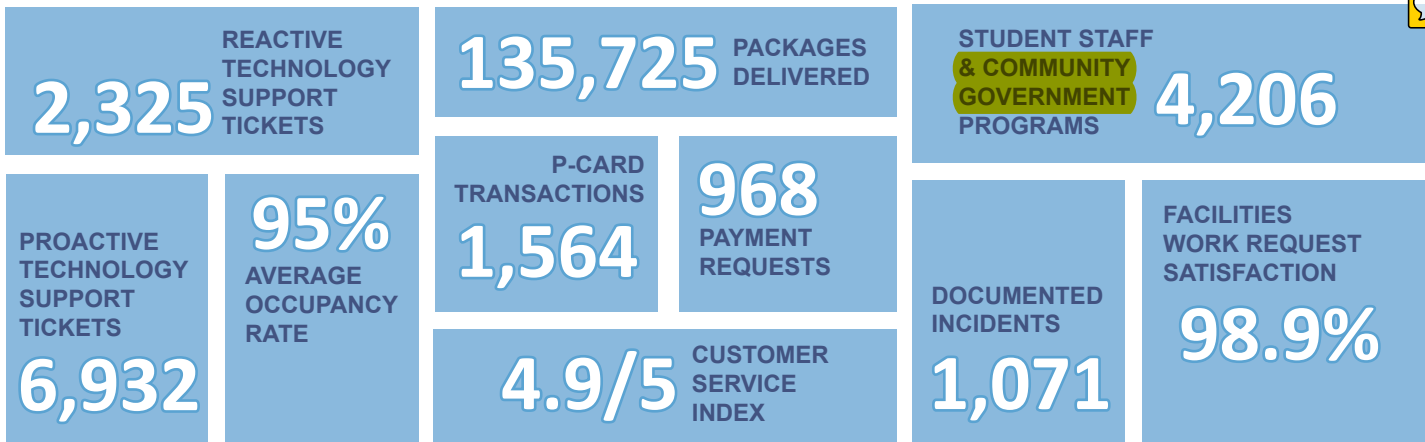 REACTIVE
TECHNOLOGY
SUPPORT
TICKETS
2,325
135,725
PACKAGES
DELIVERED
STUDENT STAFF
& COMMUNITY
GOVERNMENT
PROGRAMS
4,206
PROACTIVE
TECHNOLOGY
SUPPORT
TICKETS
6,932
95%
AVERAGE
OCCUPANCY
RATE
P-CARD
TRANSACTIONS
1,564
968
PAYMENT
REQUESTS
4.9/5
CUSTOMER
SERVICE
INDEX
DOCUMENTED
INCIDENTS
1,071
FACILITIES
WORK REQUEST
SATISFACTION
98.9%